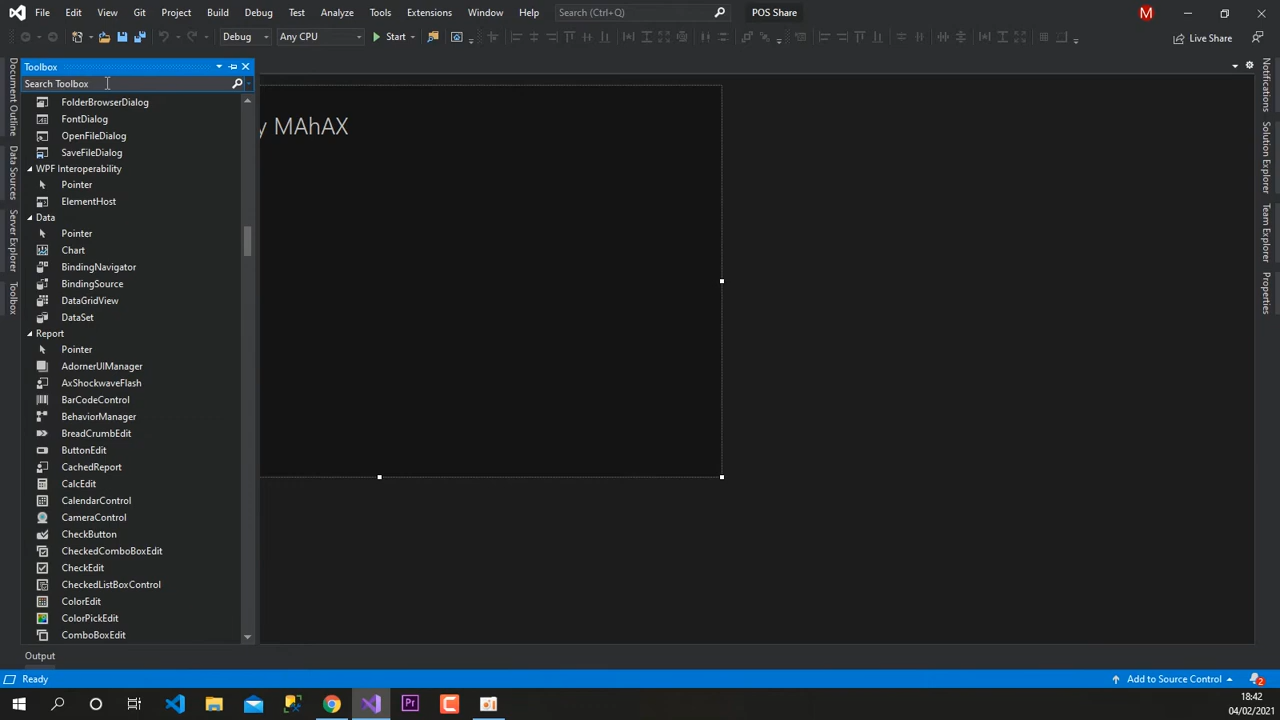 File Edit View Git Project Build Debug Test Analyze Tools Extensions Window Help Search (Ctrl+Q) POS Share M
Debug Any CPU Start Live Share
Toolbox
Search Toolbox
FolderBrowserDialog
FontDialog
OpenFileDialog
SaveFileDialog
WPF Interoperability
Pointer
ElementHost
Data
Pointer
Chart
BindingNavigator
BindingSource
DataGridView
DataSet
Report
Pointer
AdornerUIManager
AxShockwaveFlash
BarCodeControl
BehaviorManager
BreadCrumbEdit
ButtonEdit
CachedReport
CalcEdit
CalendarControl
CameraControl
CheckButton
CheckedComboBoxEdit
CheckEdit
CheckedListBoxControl
ColorEdit
ColorPickEdit
ComboBoxEdit
Document Outline
Data Sources
Server Explorer
Toolbox
y MAhAX
Notifications
Solution Explorer
Team Explorer
Properties
Output
Ready Add to Source Control 2
Pr
18:42
04/02/2021